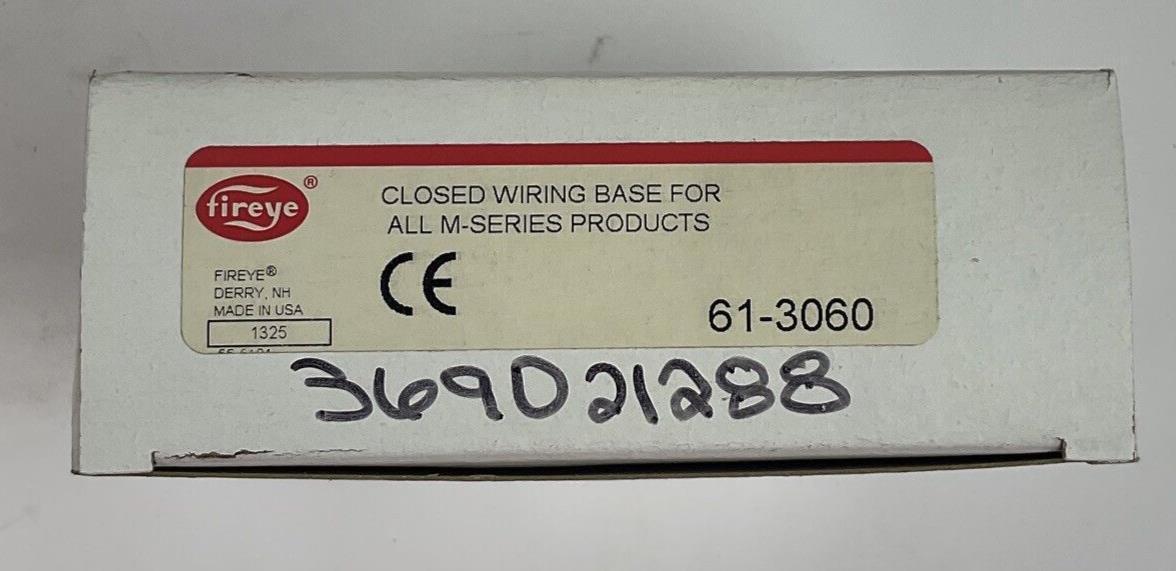 fireye®
CLOSED WIRING BASE FOR
ALL M-SERIES PRODUCTS
CE
FIREYE®
DERRY, NH
MADE IN USA
1325
61-3060
369021288